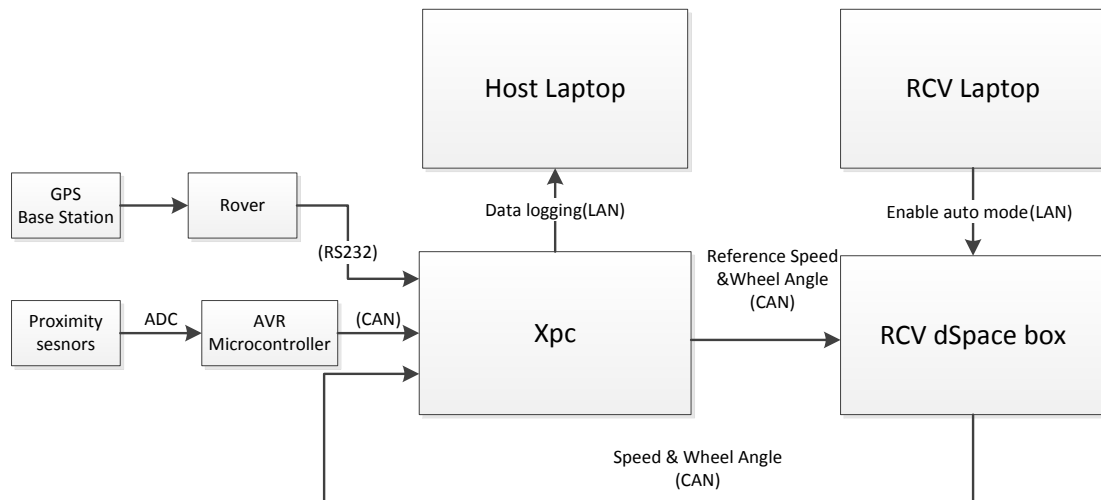 Host Laptop
RCV Laptop
GPS
Base Station
Rover
Data logging(LAN)
Enable auto mode(LAN)
(RS232)
Reference Speed
&Wheel Angle
(CAN)
Proximity
sesnors
ADC
AVR
Microcontroller
(CAN)
Xpc
RCV dSpace box
Speed & Wheel Angle
(CAN)